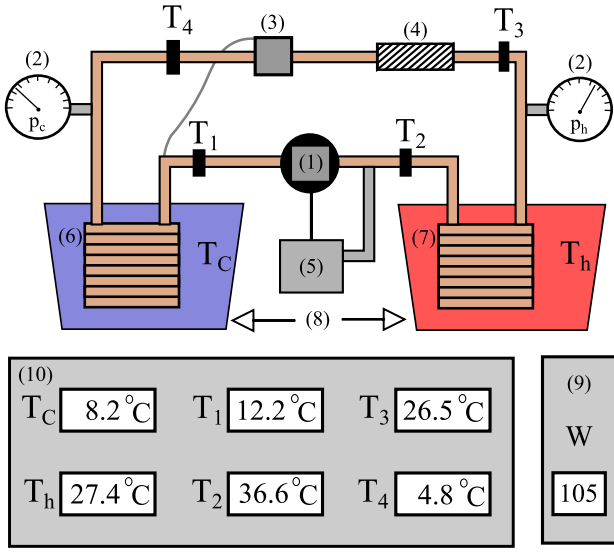 T4 (3) (4) T3
(2) (2)
pc ph
T1 (1) T2
(6) TC (5) (7) Th
(8)
(10) (9)
TC 8.2 °C T1 12.2 °C T3 26.5 °C
W
Th 27.4 °C T2 36.6 °C T4 4.8 °C
105